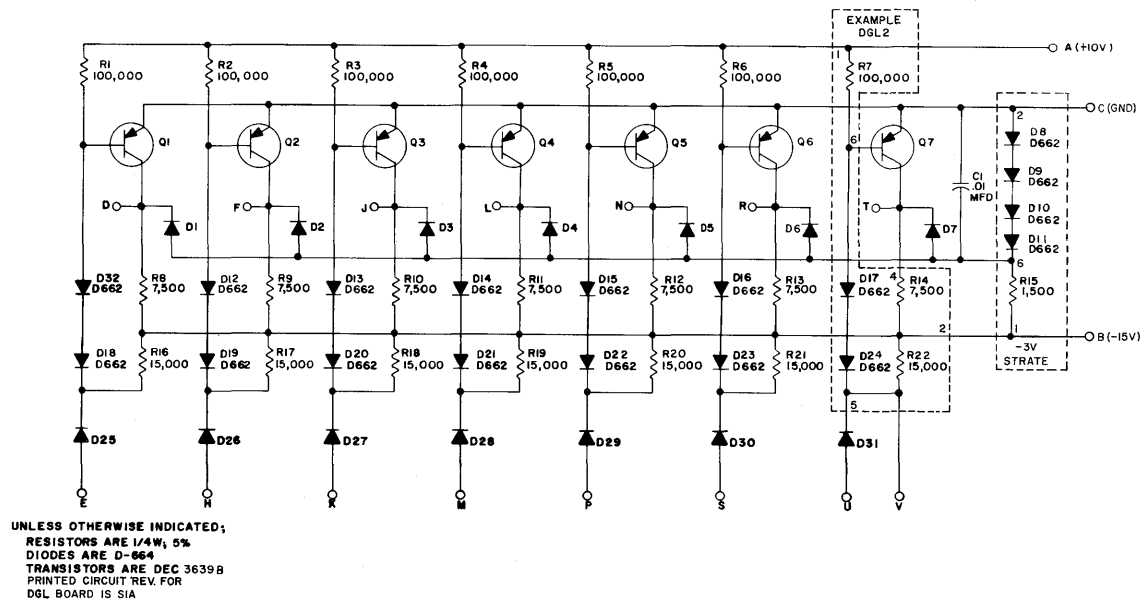 EXAMPLE
DGL2
A (+10V)
R1
100,000
R2
100,000
R3
100,000
R4
100,000
R5
100,000
R6
100,000
1
R7
100,000
C (GND)
2
Q1
Q2
Q3
Q4
Q5
Q6
6
Q7
D8
D662
D9
D662
C1
.01
MFD
D10
D662
D11
D662
D
D1
F
D2
J
D3
L
D4
N
D5
R
D6
T
D7
6
D32
D662
R8
7,500
D12
D662
R9
7,500
D13
D662
R10
7,500
D14
D662
R11
7,500
D15
D662
R12
7,500
D16
D662
R13
7,500
D17
D662
4
R14
7,500
R15
1,500
2
1
B (-15V)
-3V
STRATE
D18
D662
R16
15,000
D19
D662
R17
15,000
D20
D662
R18
15,000
D21
D662
R19
15,000
D22
D662
R20
15,000
D23
D662
R21
15,000
D24
D662
R22
15,000
5
D25
D26
D27
D28
D29
D30
D31
E
H
K
M
P
S
U
V
UNLESS OTHERWISE INDICATED;
RESISTORS ARE 1/4W; 5%
DIODES ARE D-664
TRANSISTORS ARE DEC 3639B
PRINTED CIRCUIT REV. FOR
DGL BOARD IS SIA